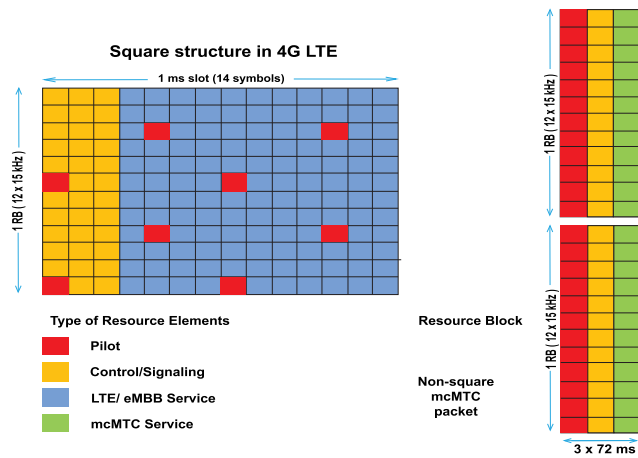 Square structure in 4G LTE
1 ms slot (14 symbols)
1 RB ( 12 x 15 kHz)
1 RB ( 12 x 15 kHz)
1 RB ( 12 x 15 kHz)
Type of Resource Elements
Pilot
Control/Signaling
LTE/ eMBB Service
mcMTC Service
Resource Block
Non-square
mcMTC
packet
3 x 72 ms